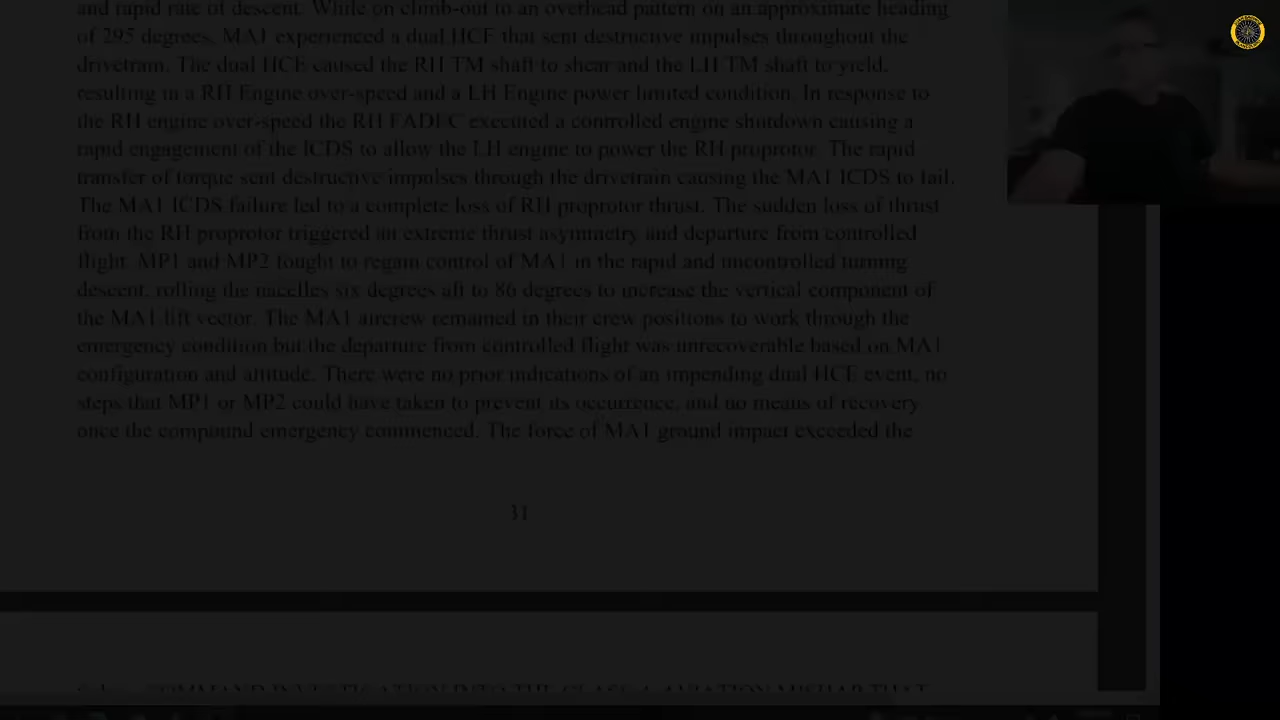 and rapid rate of descent. While on climb-out to an overhead pattern on an approximate heading
of 295 degrees, MA1 experienced a dual HCE that sent destructive impulses throughout the
drivetrain. The dual HCE caused the RH TM shaft to shear and the LH TM shaft to yield,
resulting in a RH Engine over-speed and a LH Engine power limited condition. In response to
the RH engine over-speed the RH FADEC executed a controlled engine shutdown causing a
rapid engagement of the ICDS to allow the LH engine to power the RH proprotor. The rapid
transfer of torque sent destructive impulses through the drivetrain causing the MA1 ICDS to fail.
The MA1 ICDS failure led to a complete loss of RH proprotor thrust. The sudden loss of thrust
from the RH proprotor triggered an extreme thrust asymmetry and departure from controlled
flight. MP1 and MP2 fought to regain control of MA1 in the rapid and uncontrolled turning
descent, rolling the nacelles six degrees aft to 86 degrees to increase the vertical component of
the MA1 lift vector. The MA1 aircrew remained in their crew positions to work through the
emergency condition but the departure from controlled flight was unrecoverable based on MA1
configuration and attitude. There were no prior indications of an impending dual HCE event, no
steps that MP1 or MP2 could have taken to prevent its occurrence, and no means of recovery
once the compound emergency commenced. The force of MA1 ground impact exceeded the
31
COMMAND INVESTIGATION INTO THE CLASS A AVIATION MISHAP THAT